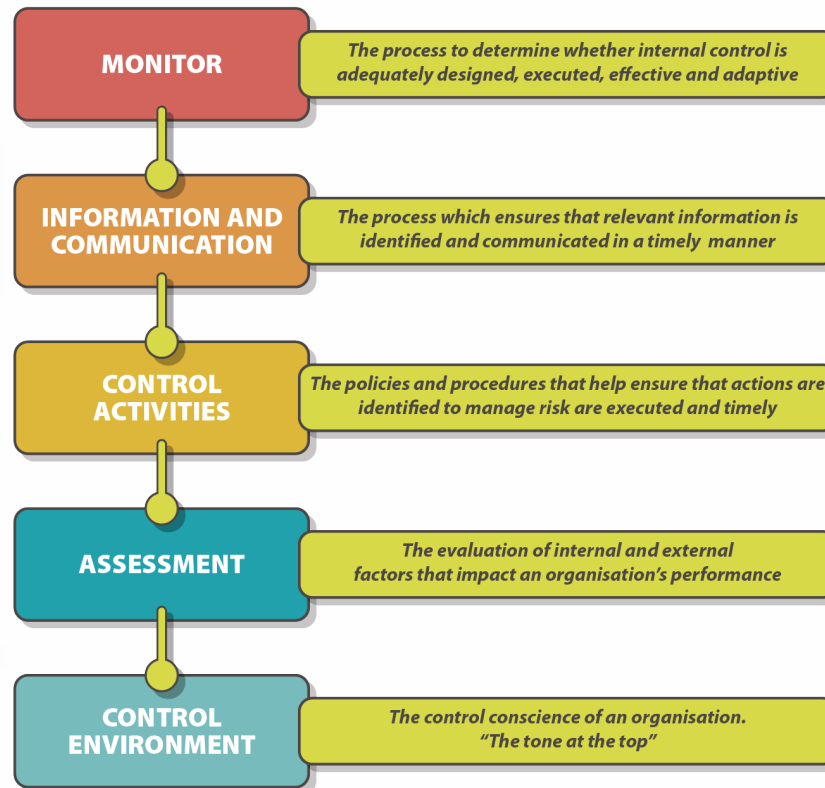 MONITOR
The process to determine whether internal control is
adequately designed, executed, effective and adaptive
INFORMATION AND
COMMUNICATION
The process which ensures that relevant information is
identified and communicated in a timely manner
CONTROL
ACTIVITIES
The policies and procedures that help ensure that actions are
identified to manage risk are executed and timely
ASSESSMENT
The evaluation of internal and external
factors that impact an organisation’s performance
CONTROL
ENVIRONMENT
The control conscience of an organisation.
“The tone at the top”